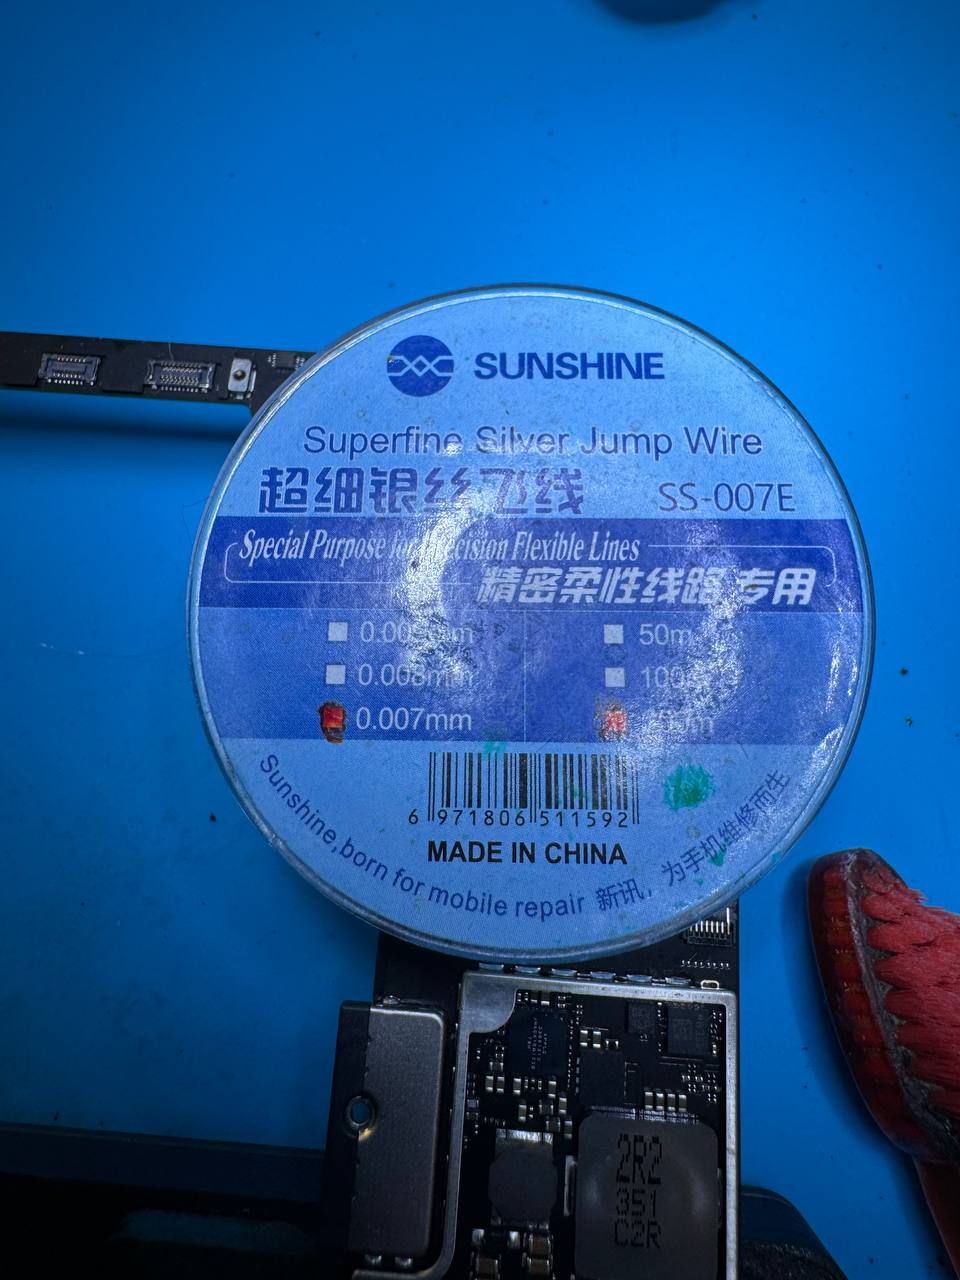 SUNSHINE
Superfine Silver Jump Wire
超细银丝飞线 SS-007E
Special Purpose for Precision Flexible Lines
精密柔性线路专用
50m
0.008mm
0.007mm
6 971806 511592
MADE IN CHINA
Sunshine,born for mobile repair 新讯，为手机维修而生
2R2
351
C2R